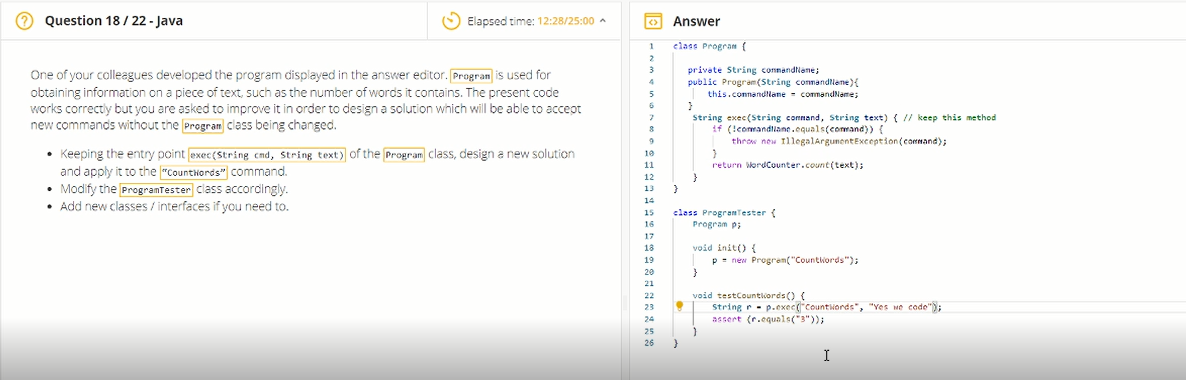 Question 18 / 22 - Java
Elapsed time: 12:28/25:00
One of your colleagues developed the program displayed in the answer editor. Program is used for
obtaining information on a piece of text, such as the number of words it contains. The present code
works correctly but you are asked to improve it in order to design a solution which will be able to accept
new commands without the Program class being changed.
Keeping the entry point exec(String cmd, String text) of the Program class, design a new solution
and apply it to the "CountWords" command.
Modify the ProgramTester class accordingly.
Add new classes / interfaces if you need to.
Answer
1 class Program {
2
3 private String commandName;
4 public Program(String commandName){
5 this.commandName = commandName;
6 }
7 String exec(String command, String text) { // keep this method
8 if (!commandName.equals(command)) {
9 throw new IllegalArgumentException(command);
10 }
11 return WordCounter.count(text);
12 }
13 }
14
15 class ProgramTester {
16 Program p;
17
18 void init() {
19 p = new Program("CountWords");
20 }
21
22 void testCountWords() {
23 String r = p.exec("CountWords", "Yes we code");
24 assert (r.equals("3"));
25 }
26 }